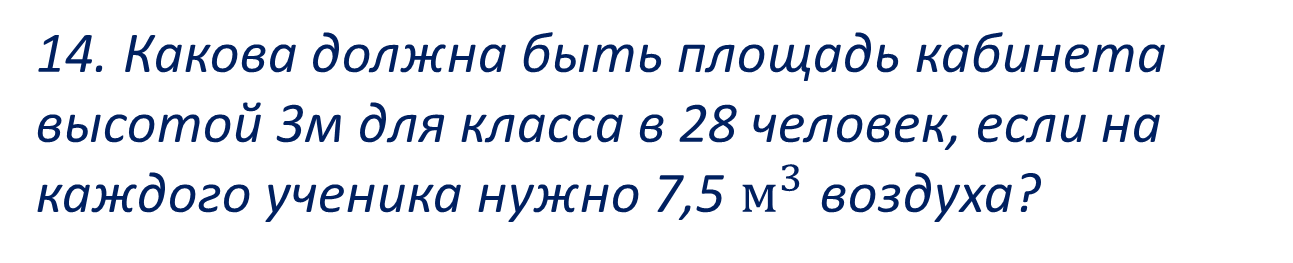 14. Какова должна быть площадь кабинета
высотой 3м для класса в 28 человек, если на
каждого ученика нужно 7,5 м³ воздуха?